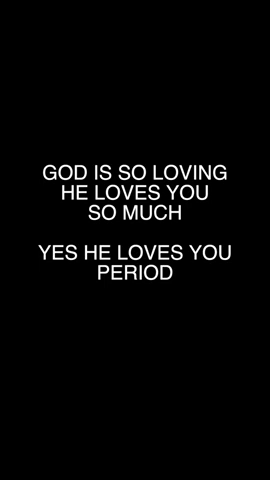 GOD IS SO LOVING
HE LOVES YOU
SO MUCH
YES HE LOVES YOU
PERIOD